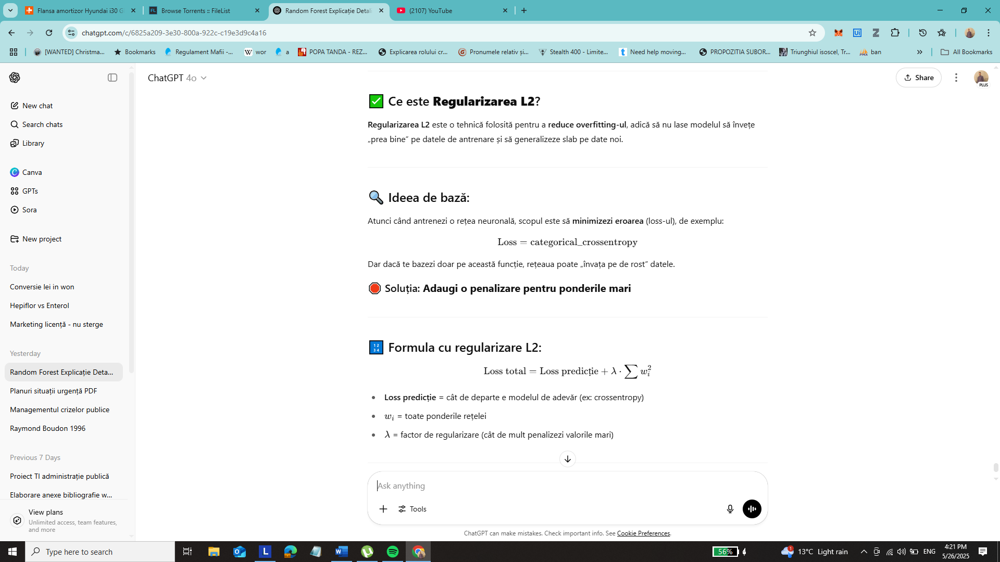 Flansa amortizor Hyundai i30 G
Browse Torrents :: FileList
Random Forest Explicație Detali
(2107) YouTube
chatgpt.com/c/6825a209-3e30-800a-922c-c19e3d9c4a16
[WANTED] Christma...
Bookmarks
Regulament Mafii -...
wor
a
POPA TANDA - REZ...
Explicarea rolului cr...
Pronumele relativ și...
Stealth 400 - Limite...
Need help moving...
PROPOZITIA SUBOR...
Triunghiul isoscel, Tr...
ban
All Bookmarks
New chat
Search chats
Library
Canva
GPTs
Sora
New project
Today
Conversie lei in won
Hepiflor vs Enterol
Marketing licență - nu sterge
Yesterday
Random Forest Explicație Deta...
Planuri situații urgență PDF
Managementul crizelor publice
Raymond Boudon 1996
Previous 7 Days
Proiect TI administrație publică
Elaborare anexe bibliografie w...
View plans
Unlimited access, team features,
and more
ChatGPT 4o
Share
PLUS
Ce este Regularizarea L2?
Regularizarea L2 este o tehnică folosită pentru a reduce overfitting-ul, adică să nu lase modelul să învețe
„prea bine” pe datele de antrenare și să generalizeze slab pe date noi.
Ideea de bază:
Atunci când antrenezi o rețea neuronală, scopul este să minimizezi eroarea (loss-ul), de exemplu:
Loss = categorical_crossentropy
Dar dacă te bazezi doar pe această funcție, rețeaua poate „învața pe de rost” datele.
Soluția: Adaugi o penalizare pentru ponderile mari
Formula cu regularizare L2:
Loss total = Loss predicție + λ · ∑ w_i^2
Loss predicție = cât de departe e modelul de adevăr (ex: crossentropy)
w_i = toate ponderile rețelei
λ = factor de regularizare (cât de mult penalizezi valorile mari)
Ask anything
Tools
ChatGPT can make mistakes. Check important info. See Cookie Preferences.
Type here to search
56%
13°C Light rain
ENG
4:21 PM
5/26/2025